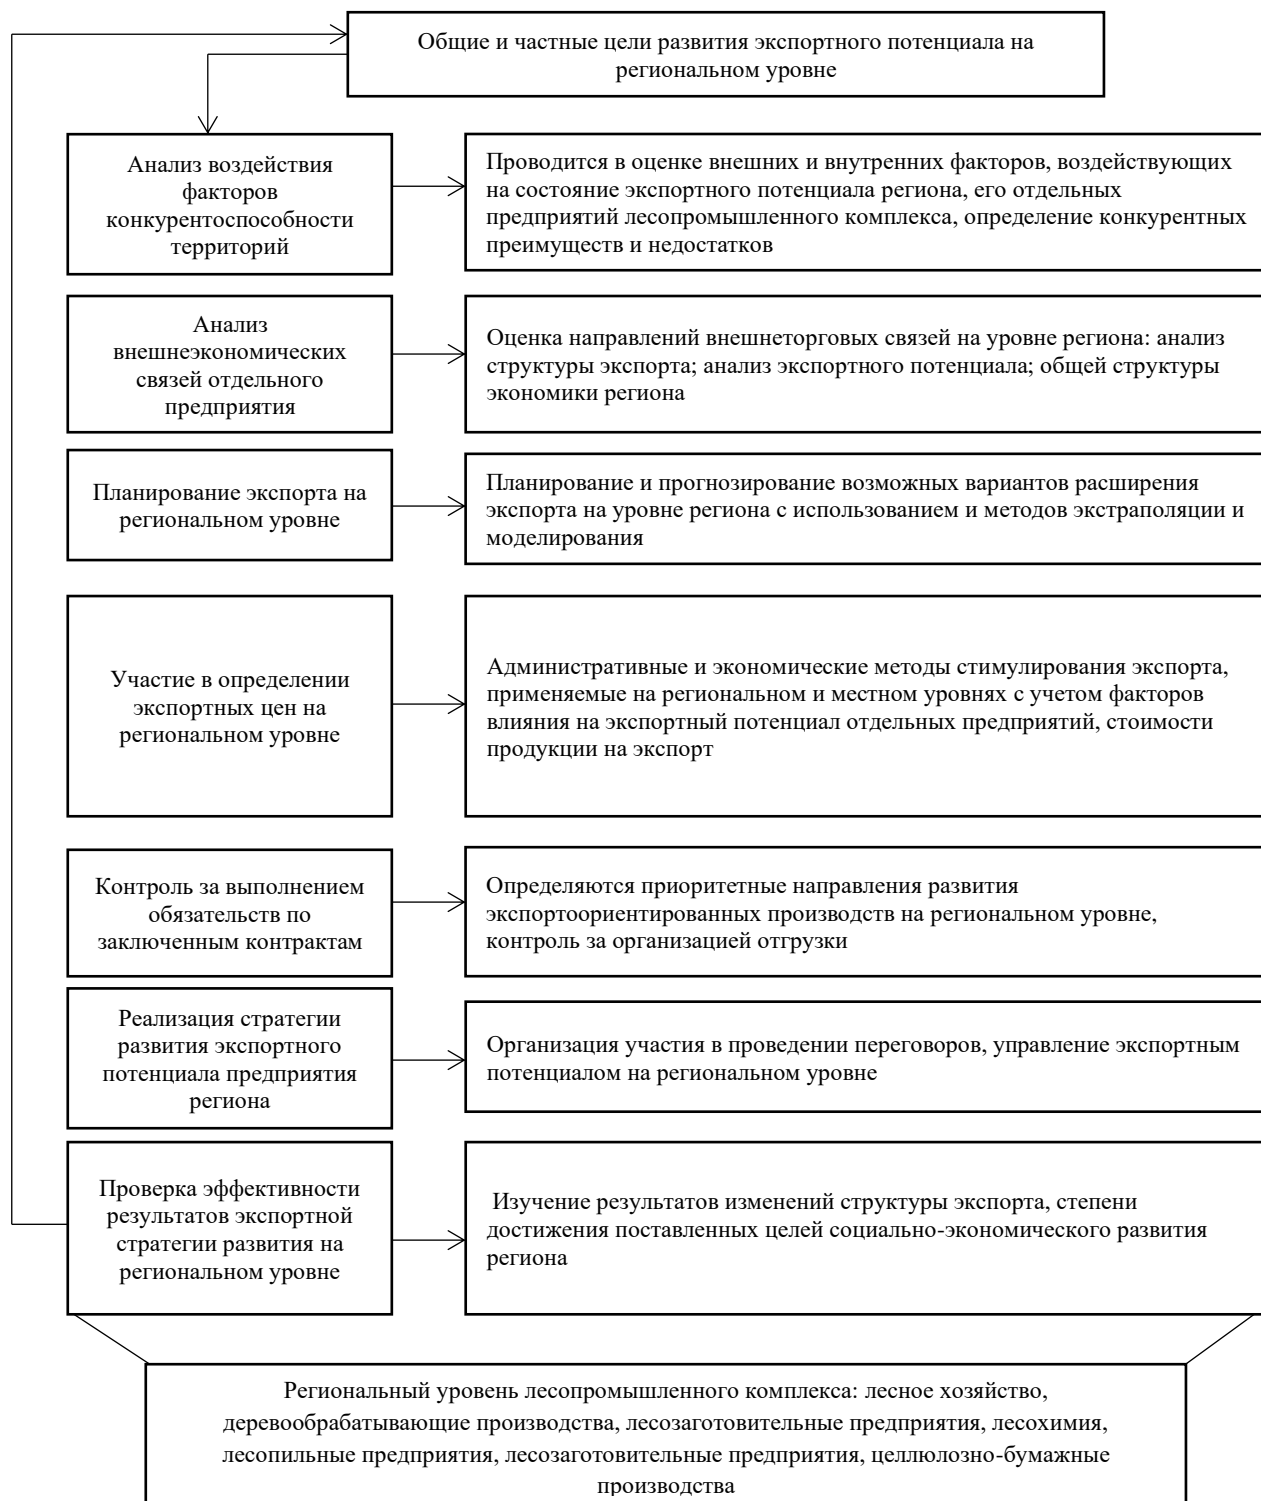 Общие и частные цели развития экспортного потенциала на
региональном уровне
Анализ воздействия
факторов
конкурентоспособности
территорий
Проводится в оценке внешних и внутренних факторов, воздействующих
на состояние экспортного потенциала региона, его отдельных
предприятий лесопромышленного комплекса, определение конкурентных
преимуществ и недостатков
Анализ
внешнеэкономических
связей отдельного
предприятия
Оценка направлений внешнеторговых связей на уровне региона: анализ
структуры экспорта; анализ экспортного потенциала; общей структуры
экономики региона
Планирование экспорта на
региональном уровне
Планирование и прогнозирование возможных вариантов расширения
экспорта на уровне региона с использованием и методов экстраполяции и
моделирования
Участие в определении
экспортных цен на
региональном уровне
Административные и экономические методы стимулирования экспорта,
применяемые на региональном и местном уровнях с учетом факторов
влияния на экспортный потенциал отдельных предприятий, стоимости
продукции на экспорт
Контроль за выполнением
обязательств по
заключенным контрактам
Определяются приоритетные направления развития
экспортоориентированных производств на региональном уровне,
контроль за организацией отгрузки
Реализация стратегии
развития экспортного
потенциала предприятия
региона
Организация участия в проведении переговоров, управление экспортным
потенциалом на региональном уровне
Проверка эффективности
результатов экспортной
стратегии развития на
региональном уровне
Изучение результатов изменений структуры экспорта, степени
достижения поставленных целей социально-экономического развития
региона
Региональный уровень лесопромышленного комплекса: лесное хозяйство,
деревообрабатывающие производства, лесозаготовительные предприятия, лесохимия,
лесопильные предприятия, лесозаготовительные предприятия, целлюлозно-бумажные
производства